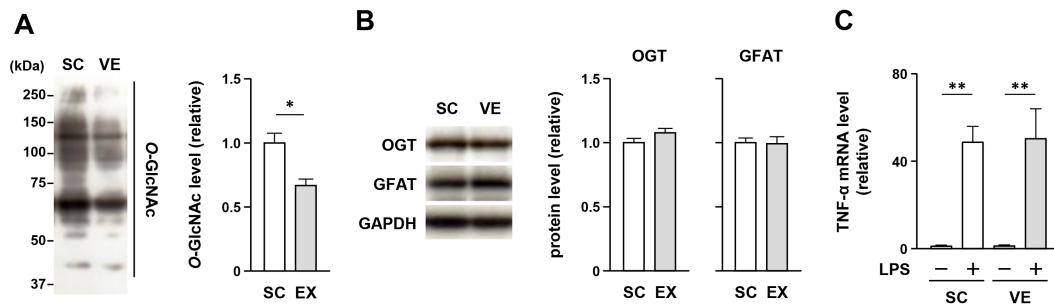 A
(kDa)
SC VE
250
150
100
75
50
37
O-GlcNAc
O-GlcNAc level (relative)
1.5
1.0
0.5
0
*
SC EX
B
SC VE
OGT
GFAT
GAPDH
protein level (relative)
OGT
GFAT
1.5
1.0
0.5
0
SC EX
SC EX
C
TNF-α mRNA level
(relative)
80
40
0
**
**
LPS − + − +
SC VE